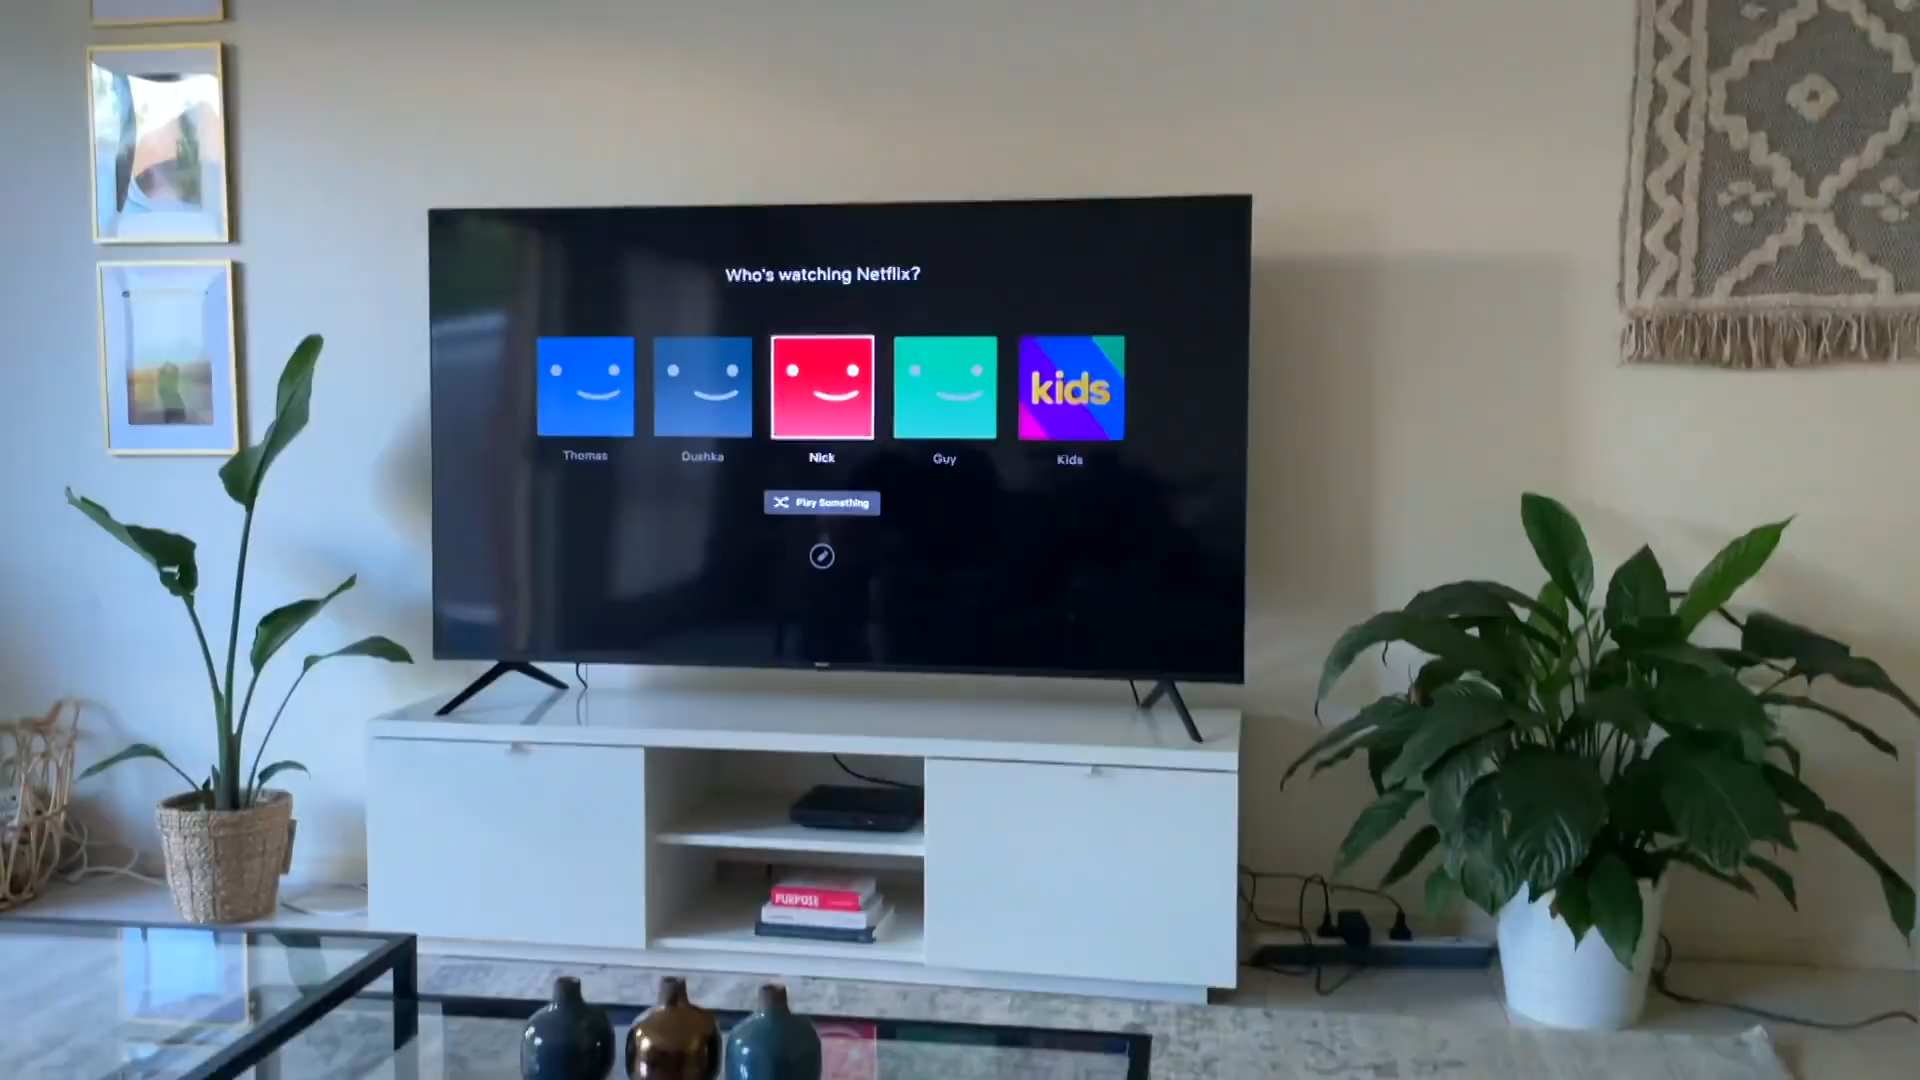 Who's watching Netflix?
kids
Thomas
Dushka
Nick
Guy
Kids
Play Something
PURPOSE